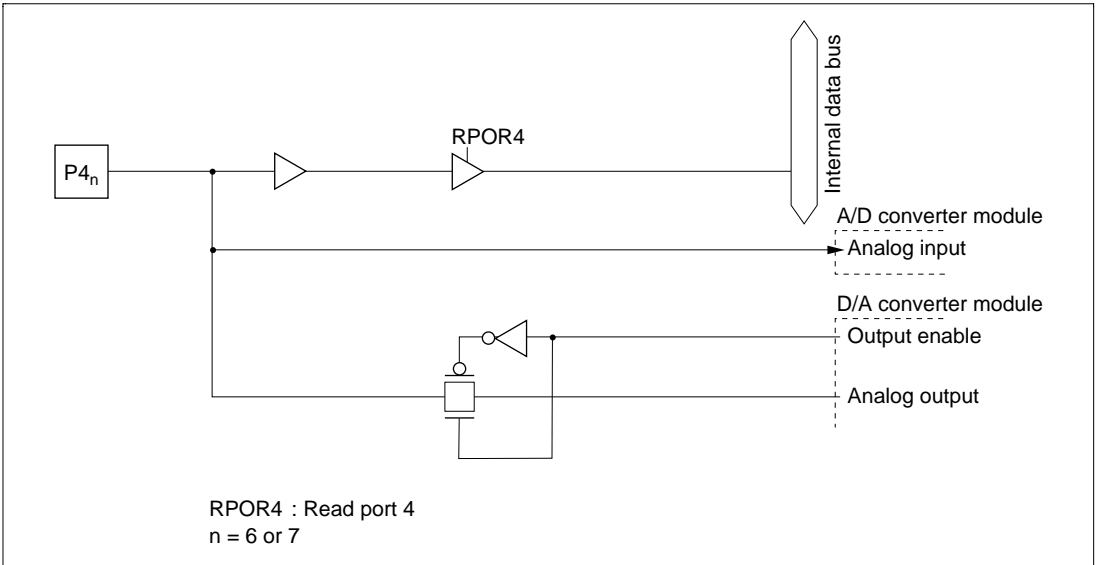 RPOR4
P4n
Internal data bus
A/D converter module
Analog input
D/A converter module
Output enable
Analog output
RPOR4 : Read port 4
n = 6 or 7